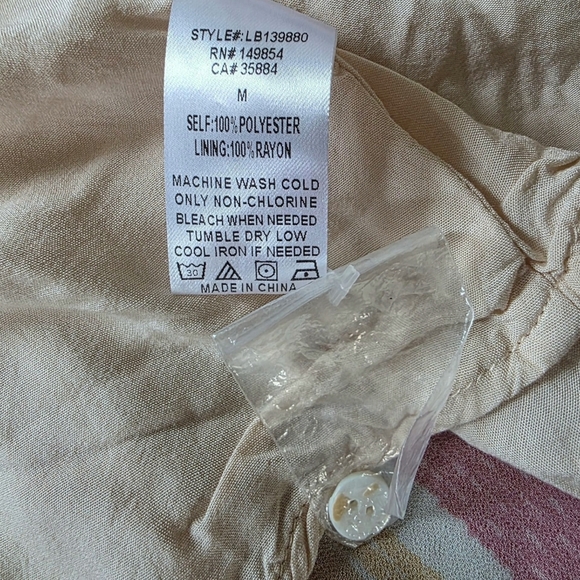 STYLE#:LB139880
RN# 149854
CA# 35884
M
SELF:100%POLYESTER
LINING:100%RAYON
MACHINE WASH COLD
ONLY NON-CHLORINE
BLEACH WHEN NEEDED
TUMBLE DRY LOW
COOL IRON IF NEEDED
30
MADE IN CHINA